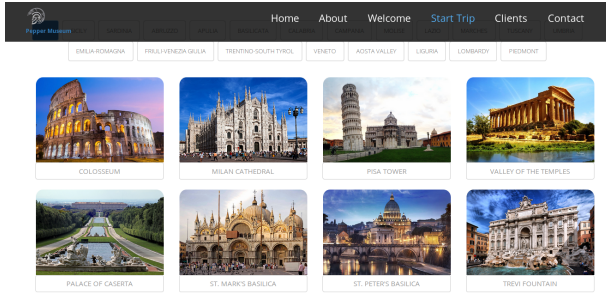 Home About Welcome Start Trip Clients Contact
Papper Museum
EMILIA-ROMAGNA FRIULI-VENEZIA GIULIA TRENTINO-SOUTH TYROL VENETO AOSTA VALLEY LIGURIA LOMBARDY PIEDMONT
COLOSSEUM MILAN CATHEDRAL PISA TOWER VALLEY OF THE TEMPLES
PALACE OF CASERTA ST. MARK'S BASILICA ST. PETER'S BASILICA TREVI FOUNTAIN